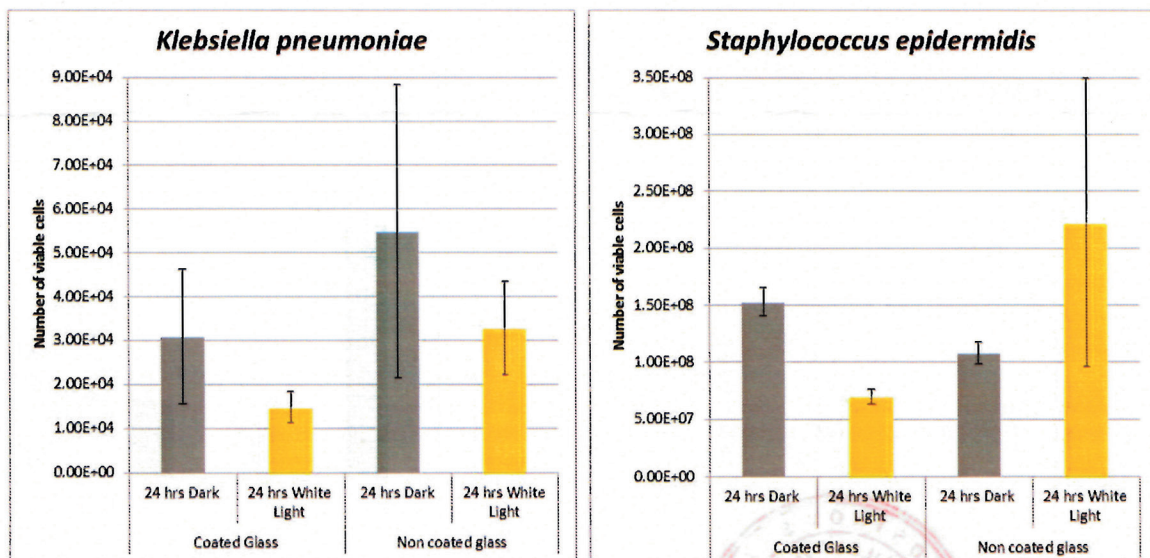 Klebsiella pneumoniae
Number of viable cells
9.00E+04
8.00E+04
7.00E+04
6.00E+04
5.00E+04
4.00E+04
3.00E+04
2.00E+04
1.00E+04
0.00E+00
24 hrs Dark
24 hrs White
Light
24 hrs Dark
24 hrs White
Light
Coated Glass
Non coated glass
Staphylococcus epidermidis
Number of viable cells
3.50E+08
3.00E+08
2.50E+08
2.00E+08
1.50E+08
1.00E+08
5.00E+07
0.00E+00
24 hrs Dark
24 hrs White
Light
24 hrs Dark
24 hrs White
Light
Coated Glass
Non coated glass